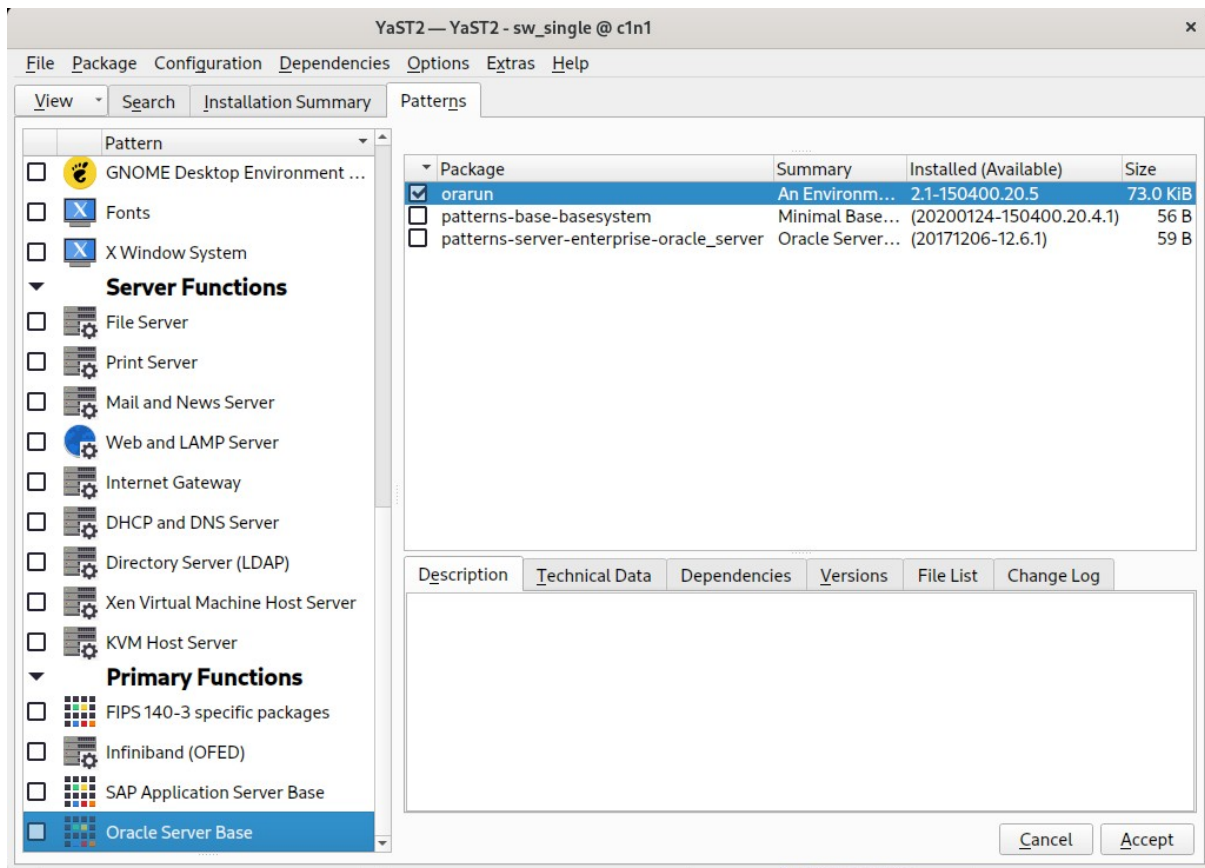 YaST2 — YaST2 - sw_single @ c1n1
File Package Configuration Dependencies Options Extras Help
View Search Installation Summary Patterns
Pattern
GNOME Desktop Environment ...
Fonts
X Window System
Server Functions
File Server
Print Server
Mail and News Server
Web and LAMP Server
Internet Gateway
DHCP and DNS Server
Directory Server (LDAP)
Xen Virtual Machine Host Server
KVM Host Server
Primary Functions
FIPS 140-3 specific packages
Infiniband (OFED)
SAP Application Server Base
Oracle Server Base
Package Summary Installed (Available) Size
orarun An Environm... 2.1-150400.20.5 73.0 KiB
patterns-base-basesystem Minimal Base... (20200124-150400.20.4.1) 56 B
patterns-server-enterprise-oracle_server Oracle Server... (20171206-12.6.1) 59 B
Description Technical Data Dependencies Versions File List Change Log
Cancel Accept